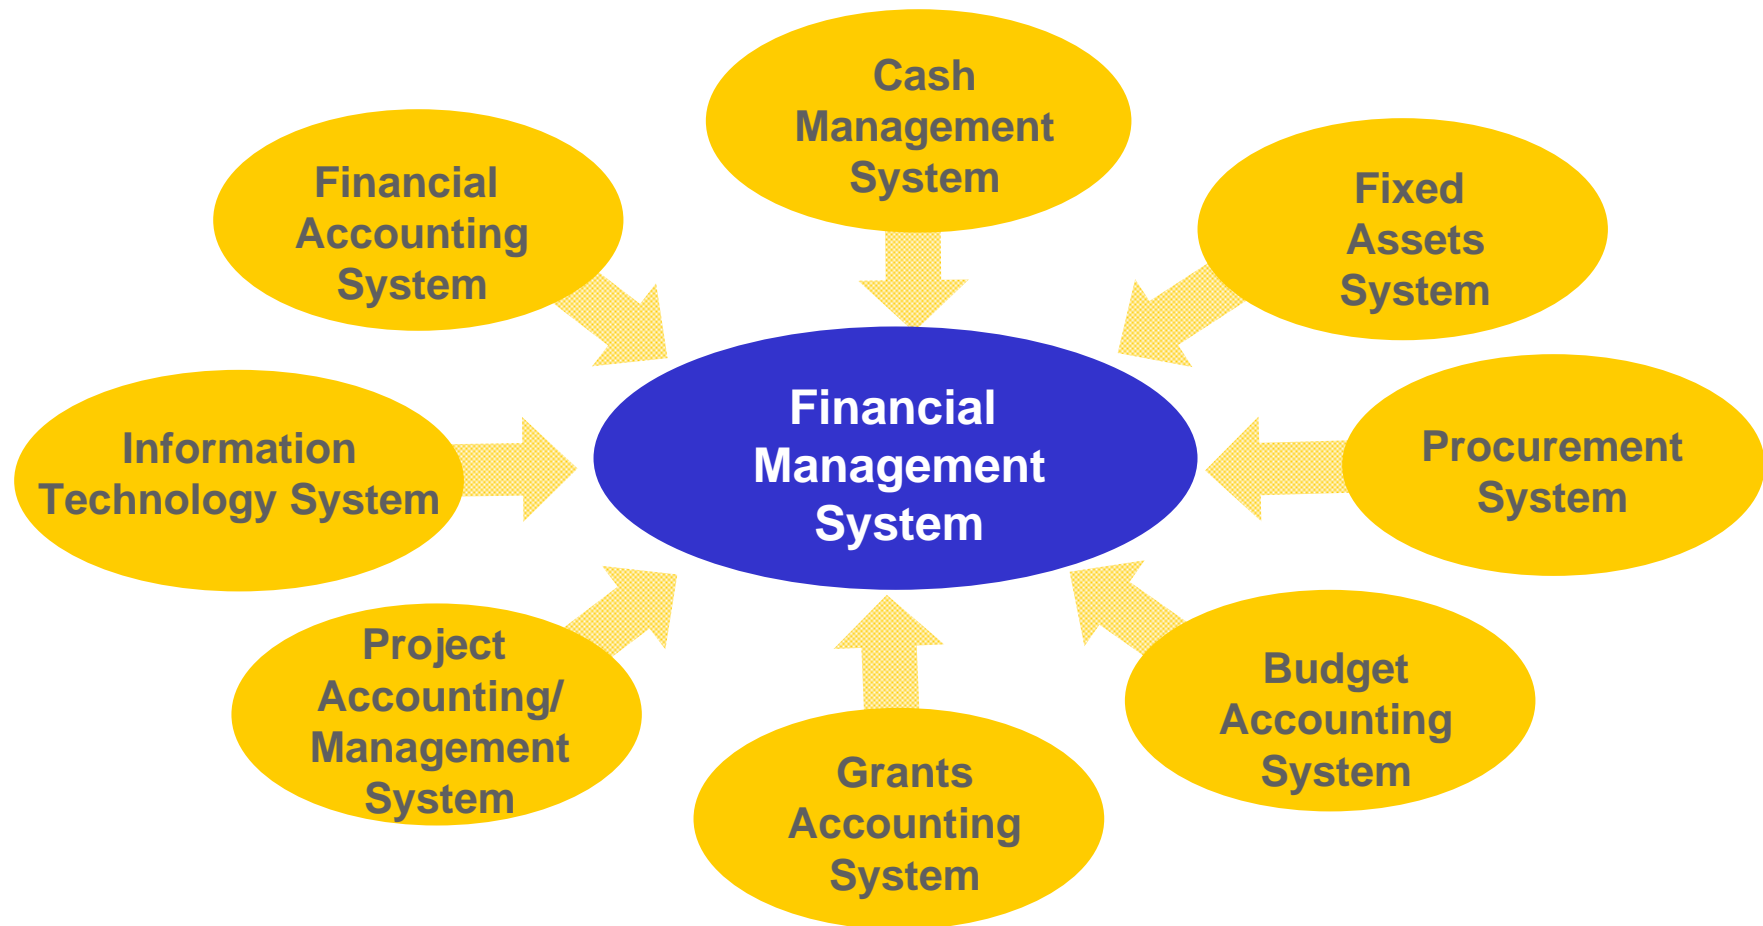 Cash
Management
System
Financial
Accounting
System
Fixed
Assets
System
Financial
Management
System
Information
Technology System
Procurement
System
Project
Accounting/
Management
System
Budget
Accounting
System
Grants
Accounting
System